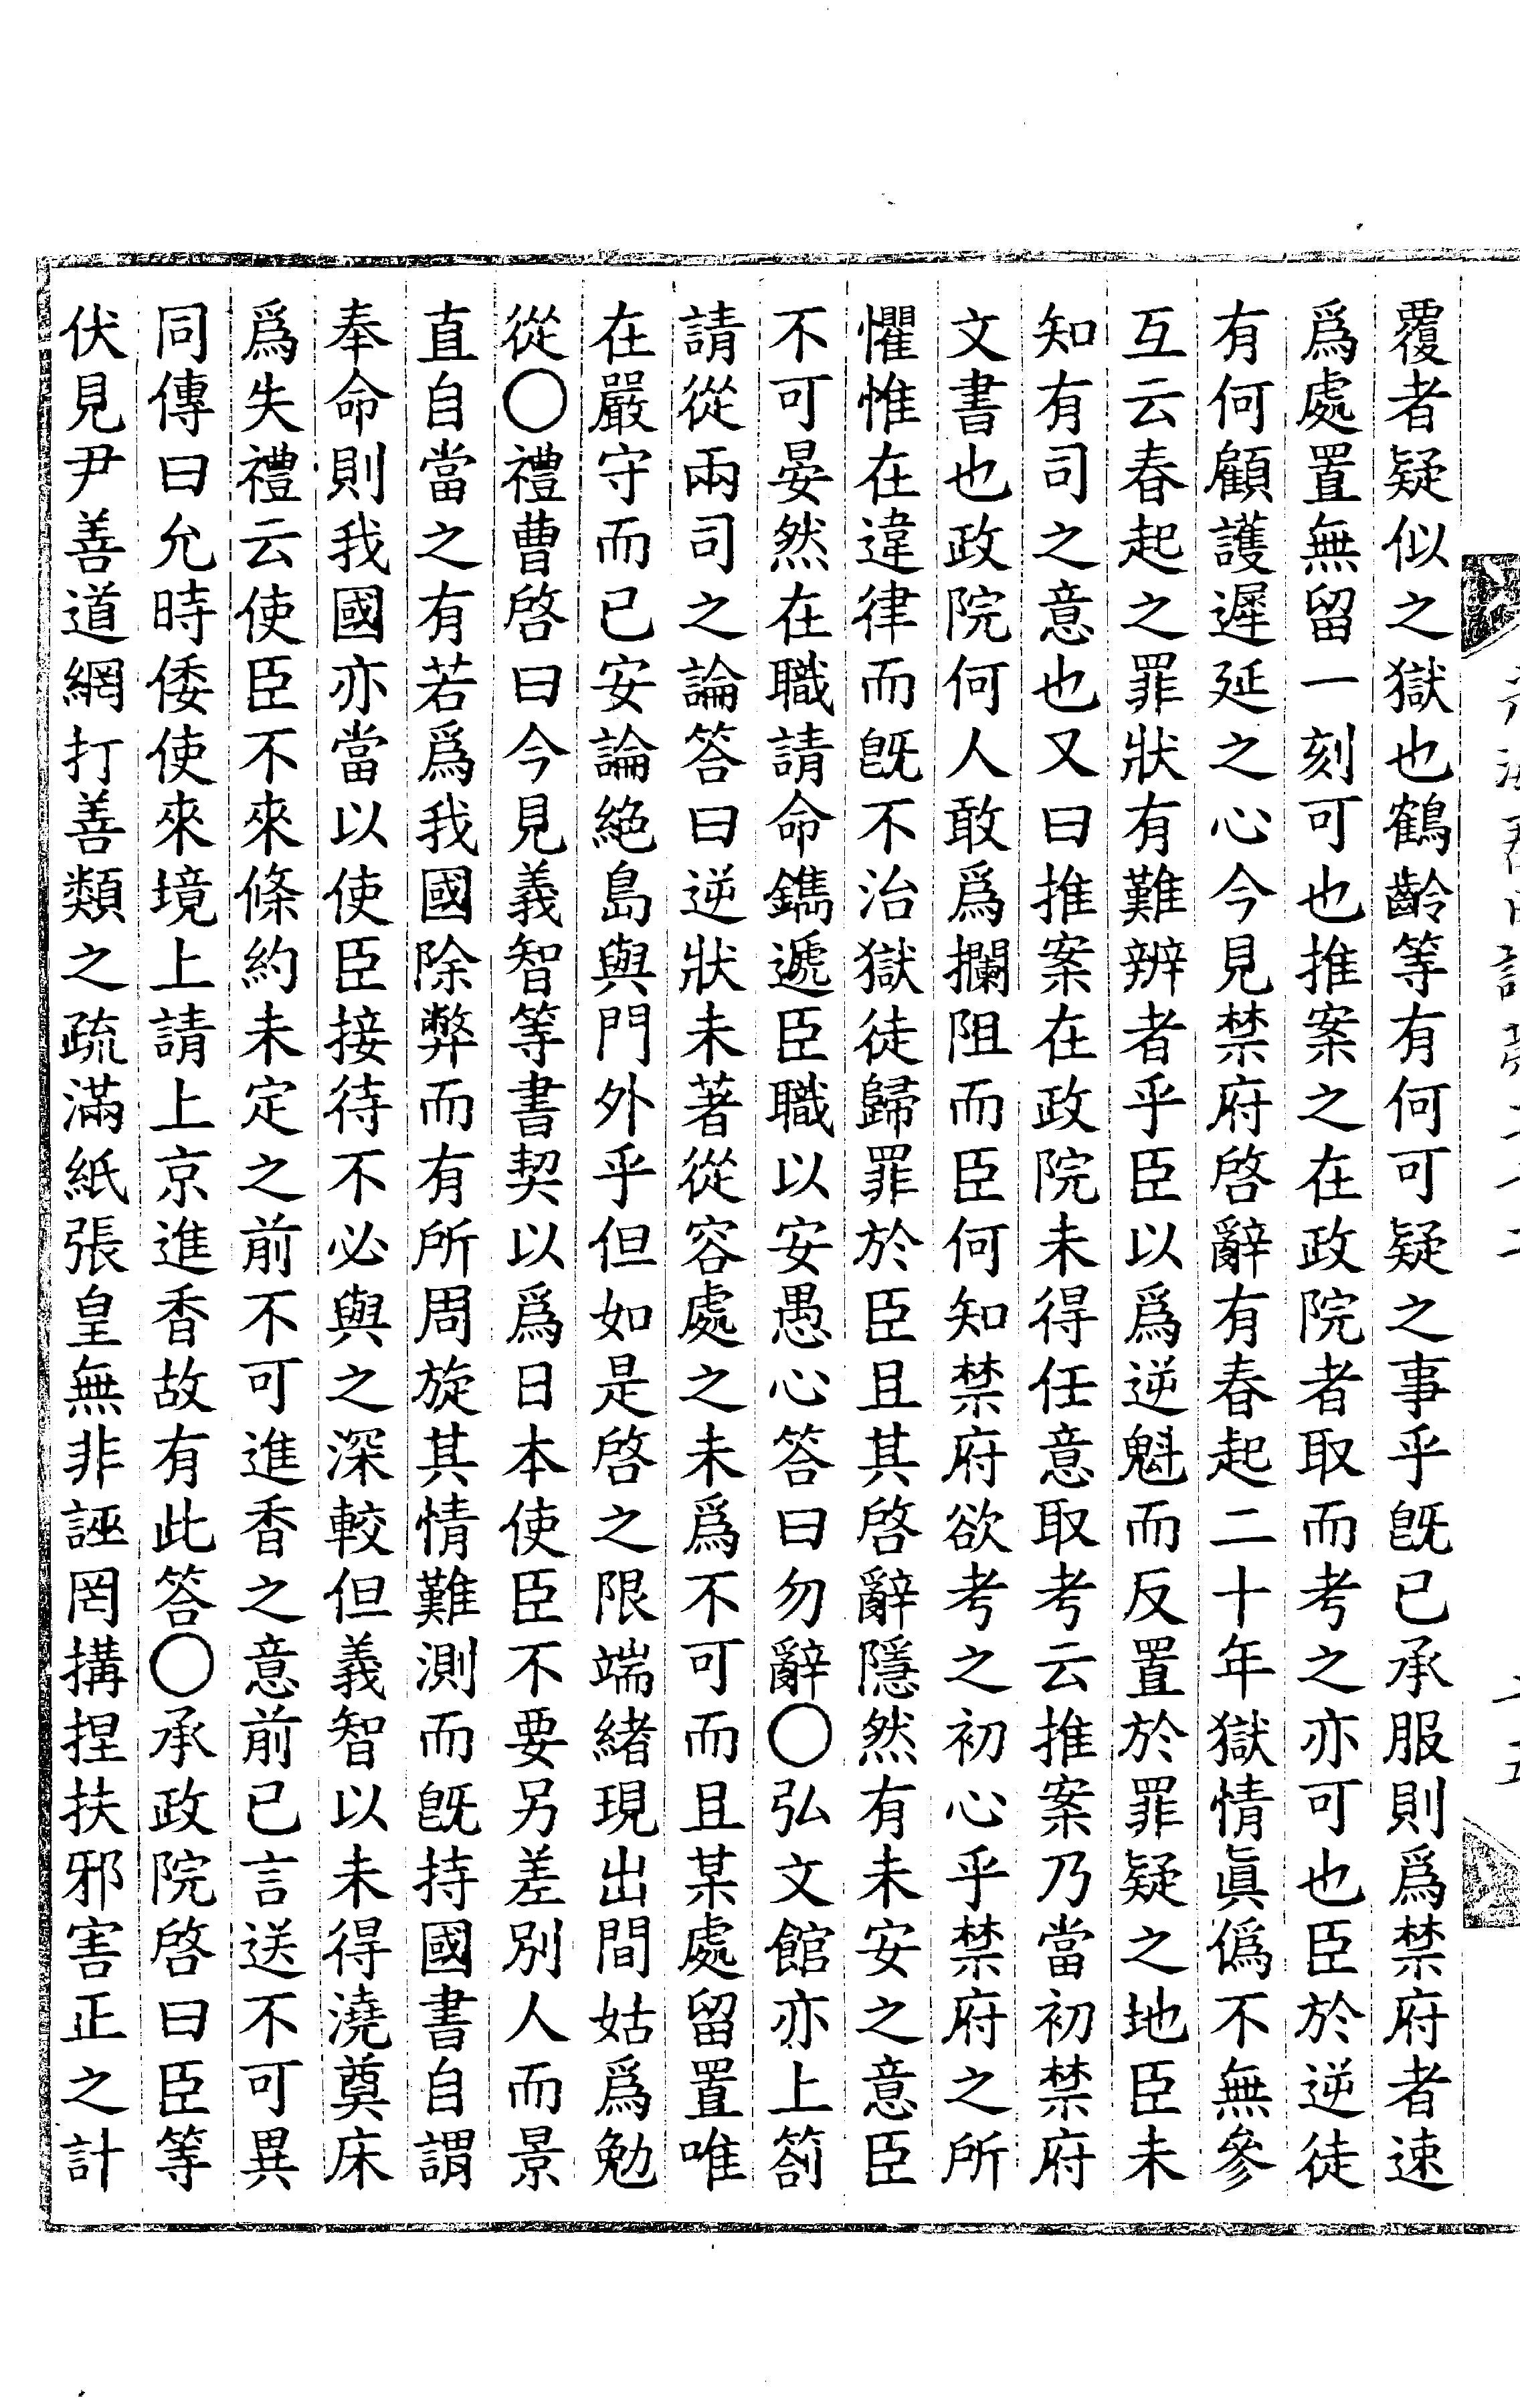 覆者疑似之獄也鶴齡等有何可疑之事乎旣已承服則爲禁府者速
爲處置無留一刻可也推案之在政院者取而考之亦可也臣於逆徒
有何顧護遲延之心今見禁府啓辭有春起二十年獄情眞僞不無參
互云春起之罪狀有難辨者乎臣以爲逆魁而反置於罪疑之地臣未
知有司之意也又曰推案在政院未得任意取考云推案乃當初禁府
文書也政院何人敢爲攔阻而臣何知禁府欲考之初心乎禁府之所
懼惟在違律而旣不治獄徒歸罪於臣且其啓辭隱然有未安之意臣
不可晏然在職請命鐫遞臣職以安愚心答曰勿辭〇弘文館亦上箚
請從兩司之論答曰逆狀未著從容處之未爲不可而且某處留置唯
在嚴守而已安論絶島與門外乎但如是啓之限端緖現出間姑爲勉
從〇禮曹啓曰今見義智等書契以爲日本使臣不要另差別人而景
直自當之有若爲我國除弊而有所周旋其情難測而旣持國書自謂
奉命則我國亦當以使臣接待不必與之深較但義智以未得澆奠床
爲失禮云使臣不來條約未定之前不可進香之意前已言送不可異
同傳曰允時倭使來境上請上京進香故有此答〇承政院啓曰臣等
伏見尹善道網打善類之疏滿紙張皇無非誣罔搆捏扶邪害正之計